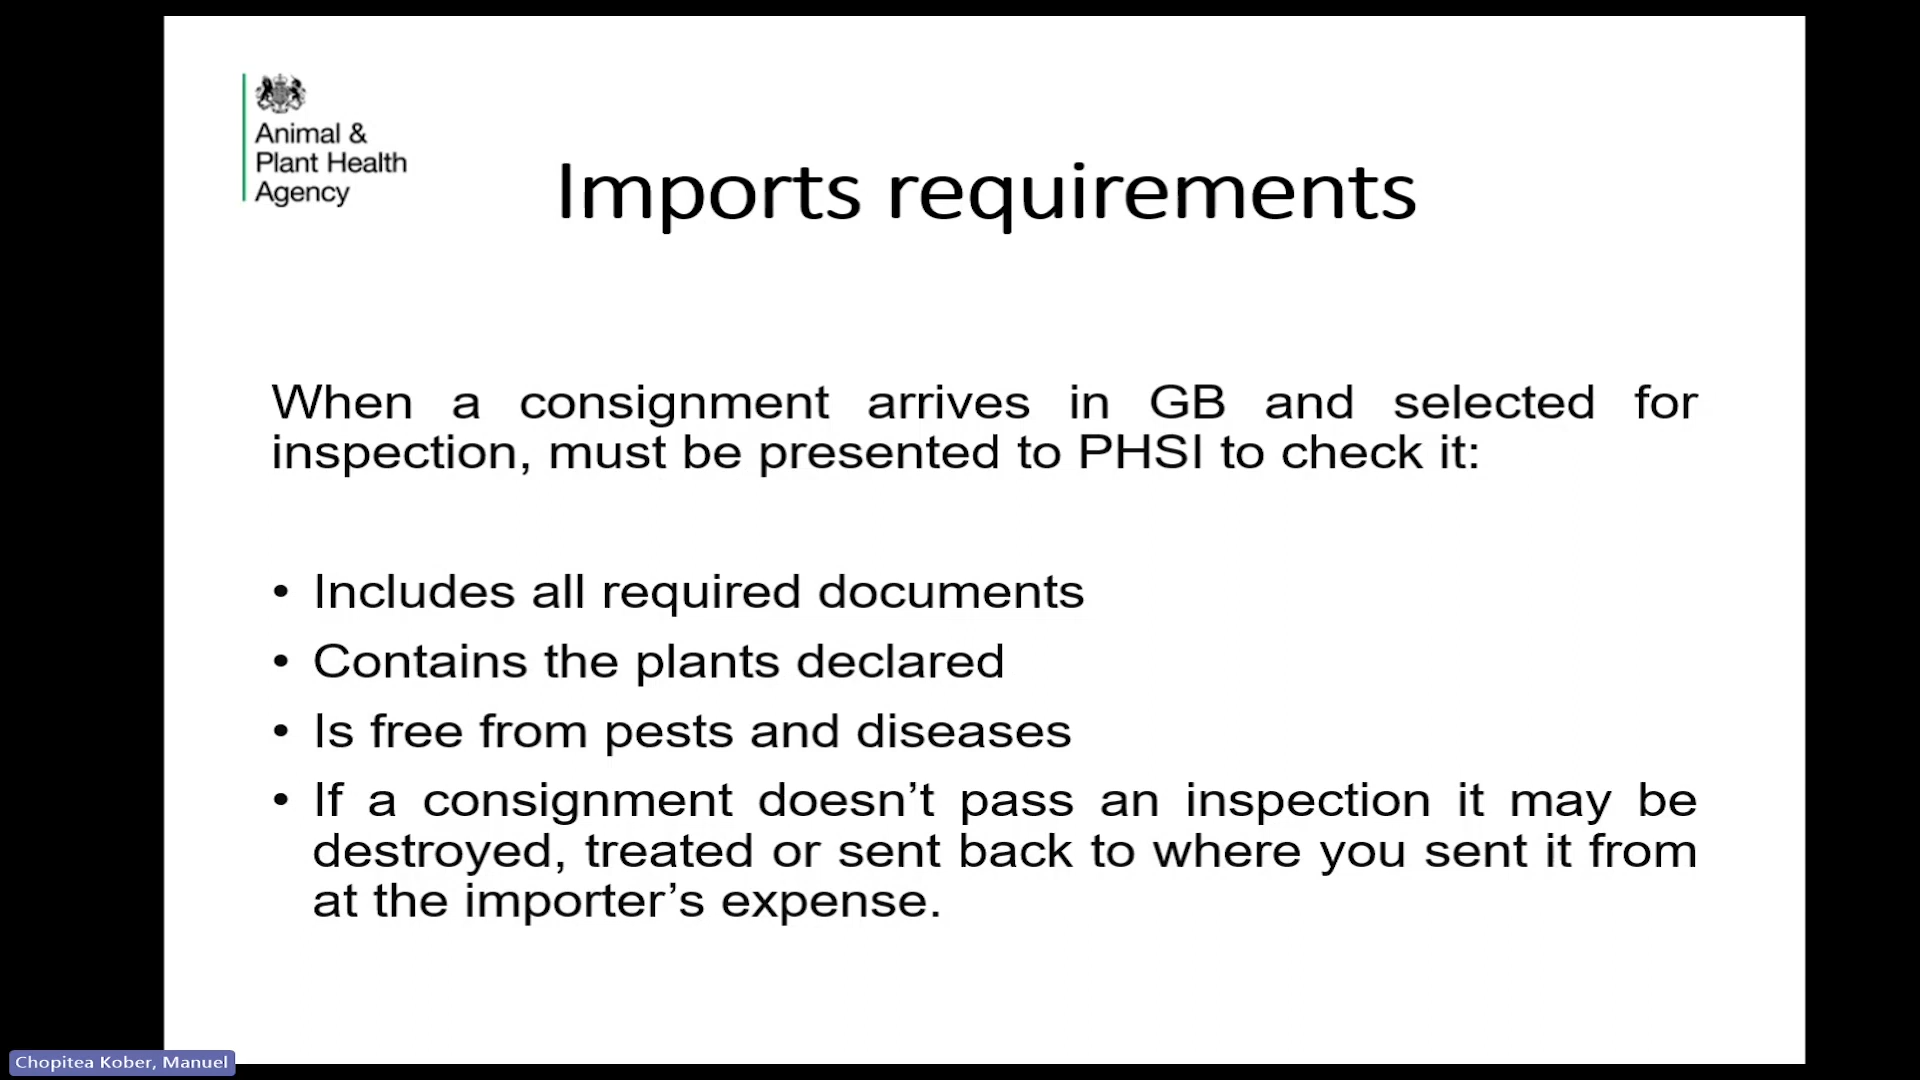 Animal &
Plant Health
Agency
Imports requirements
When a consignment arrives in GB and selected for
inspection, must be presented to PHSI to check it:
• Includes all required documents
• Contains the plants declared
• Is free from pests and diseases
• If a consignment doesn’t pass an inspection it may be
destroyed, treated or sent back to where you sent it from
at the importer’s expense.
Chopitea Kober, Manuel